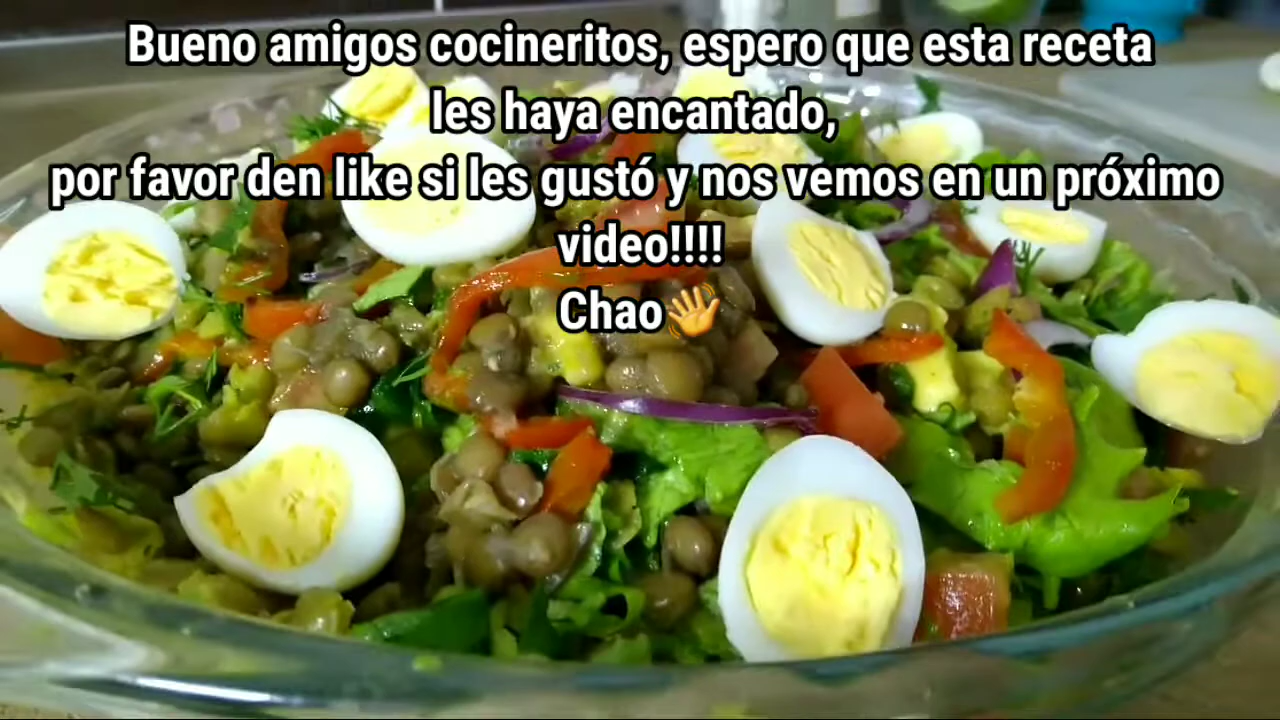 Bueno amigos cocineritos, espero que esta receta
les haya encantado,
por favor den like si les gustó y nos vemos en un próximo
video!!!!
Chao👋